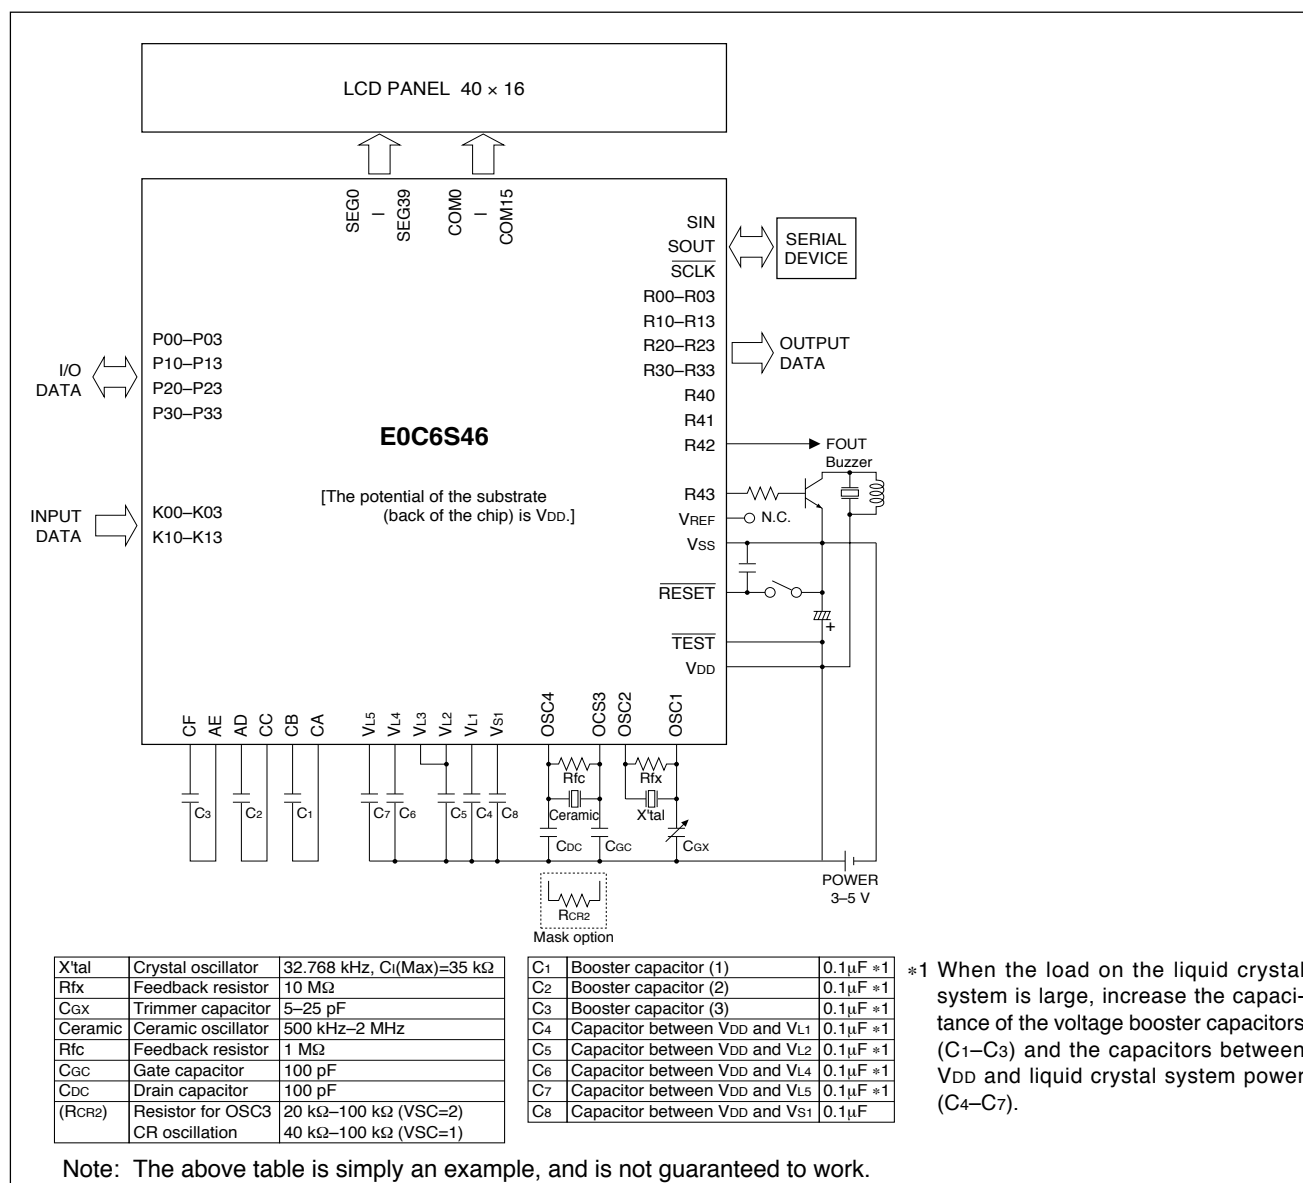 LCD PANEL 40 × 16
SEG0
SEG39
COM0
COM15
SIN
SOUT
SCLK
SERIAL
DEVICE
R00–R03
R10–R13
R20–R23
R30–R33
OUTPUT
DATA
R40
R41
R42
FOUT
Buzzer
R43
VREF
N.C.
VSS
RESET
+
TEST
VDD
P00–P03
P10–P13
P20–P23
P30–P33
I/O
DATA
E0C6S46
[The potential of the substrate
(back of the chip) is VDD.]
INPUT
DATA
K00–K03
K10–K13
CF
AE
AD
CC
CB
CA
VL5
VL4
VL3
VL2
VL1
VS1
OSC4
OCS3
OSC2
OSC1
C3
C2
C1
C7
C6
C5
C4
C8
Rfc
Ceramic
Rfx
X'tal
CDC
CGC
CGX
RCR2
Mask option
POWER
3–5 V
X'tal Crystal oscillator 32.768 kHz, CI(Max)=35 kΩ
Rfx Feedback resistor 10 MΩ
CGX Trimmer capacitor 5–25 pF
Ceramic Ceramic oscillator 500 kHz–2 MHz
Rfc Feedback resistor 1 MΩ
CGC Gate capacitor 100 pF
CDC Drain capacitor 100 pF
(RCR2) Resistor for OSC3 20 kΩ–100 kΩ (VSC=2)
CR oscillation 40 kΩ–100 kΩ (VSC=1)
C1 Booster capacitor (1) 0.1μF *1
C2 Booster capacitor (2) 0.1μF *1
C3 Booster capacitor (3) 0.1μF *1
C4 Capacitor between VDD and VL1 0.1μF *1
C5 Capacitor between VDD and VL2 0.1μF *1
C6 Capacitor between VDD and VL4 0.1μF *1
C7 Capacitor between VDD and VL5 0.1μF *1
C8 Capacitor between VDD and VS1 0.1μF
*1 When the load on the liquid crystal
system is large, increase the capaci-
tance of the voltage booster capacitors
(C1–C3) and the capacitors between
VDD and liquid crystal system power
(C4–C7).
Note: The above table is simply an example, and is not guaranteed to work.